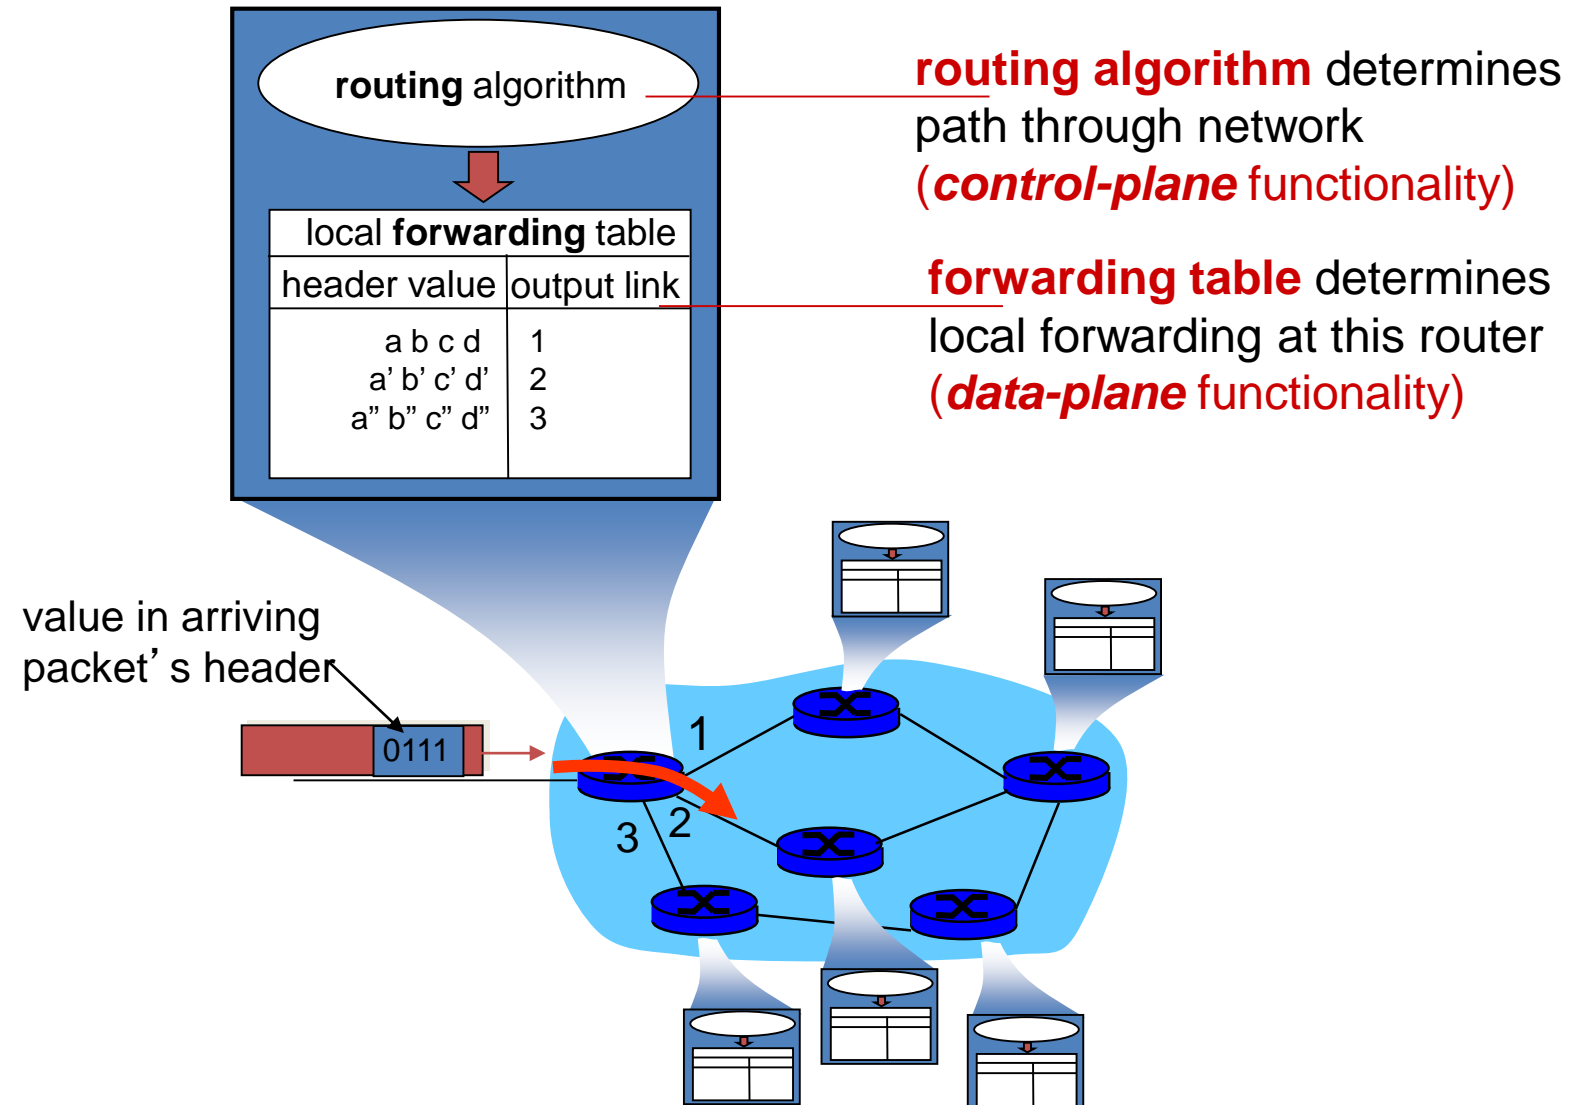 routing algorithm
routing algorithm determines
path through network
(control-plane functionality)
local forwarding table
header value output link
a b c d 1
a’ b’ c’ d’ 2
a” b” c” d” 3
forwarding table determines
local forwarding at this router
(data-plane functionality)
value in arriving
packet’ s header
0111
1
2
3